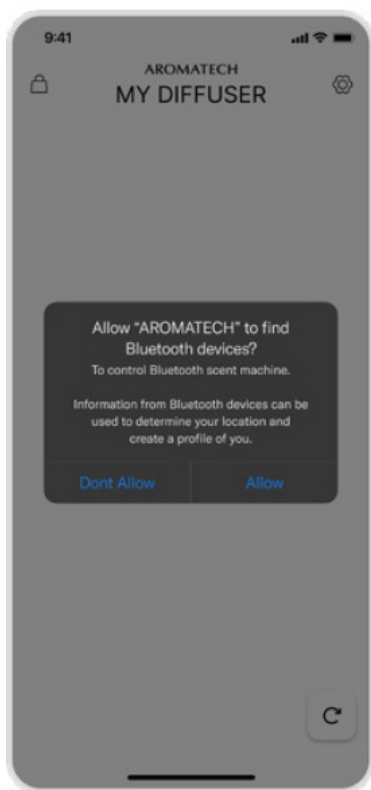 9:41
AROMATECH
MY DIFFUSER
Allow “AROMATECH” to find
Bluetooth devices?
To control Bluetooth scent machine.
Information from Bluetooth devices can be
used to determine your location and
create a profile of you.
Dont Allow
Allow